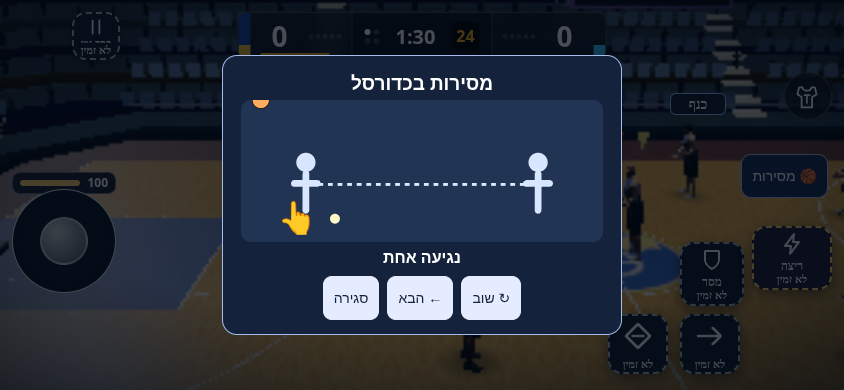 לא זמין
0
1:30
24
0
מסירות בכדורסל
כנף
100
מסירות
נגיעה אחת
↻ שוב
← הבא
סגירה
ריצה
לא זמין
מסר
לא זמין
לא זמין
לא זמין